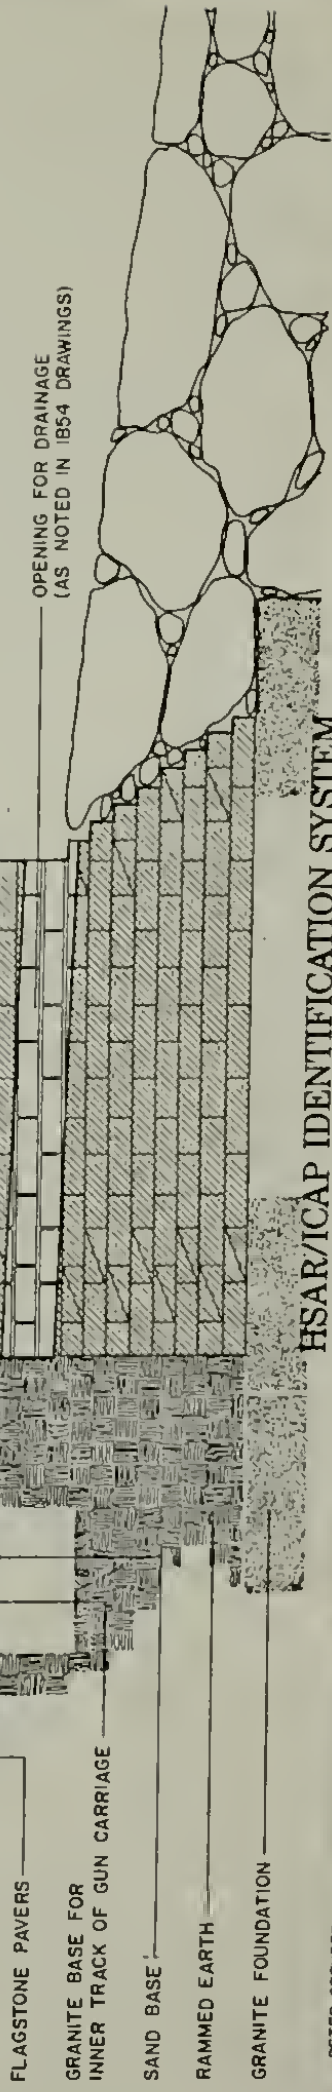 OPENING FOR DRAINAGE
(AS NOTED IN 1854 DRAWINGS)
FLAGSTONE PAVERS
GRANITE BASE FOR
INNER TRACK OF GUN CARRIAGE
SAND BASE
RAMMED EARTH
GRANITE FOUNDATION
HSAR/ICAP IDENTIFICATION SYSTEM